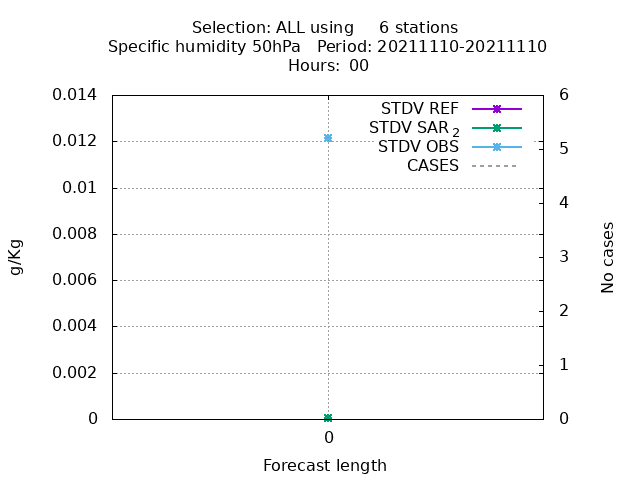 Selection: ALL using     6 stations
Specific humidity 50hPa   Period: 20211110-20211110
Hours: 00
0.014
0.012
0.01
0.008
0.006
0.004
0.002
0
g/Kg
STDV REF
STDV SAR 2
STDV OBS
CASES
6
5
4
3
2
1
0
No cases
0
Forecast length